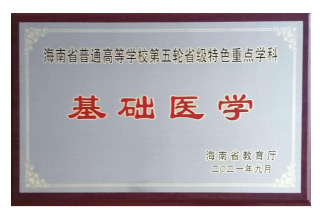 海南省普通高等学校第五轮省级特色重点学科
基础医学
海南省教育厅
二〇二一年九月